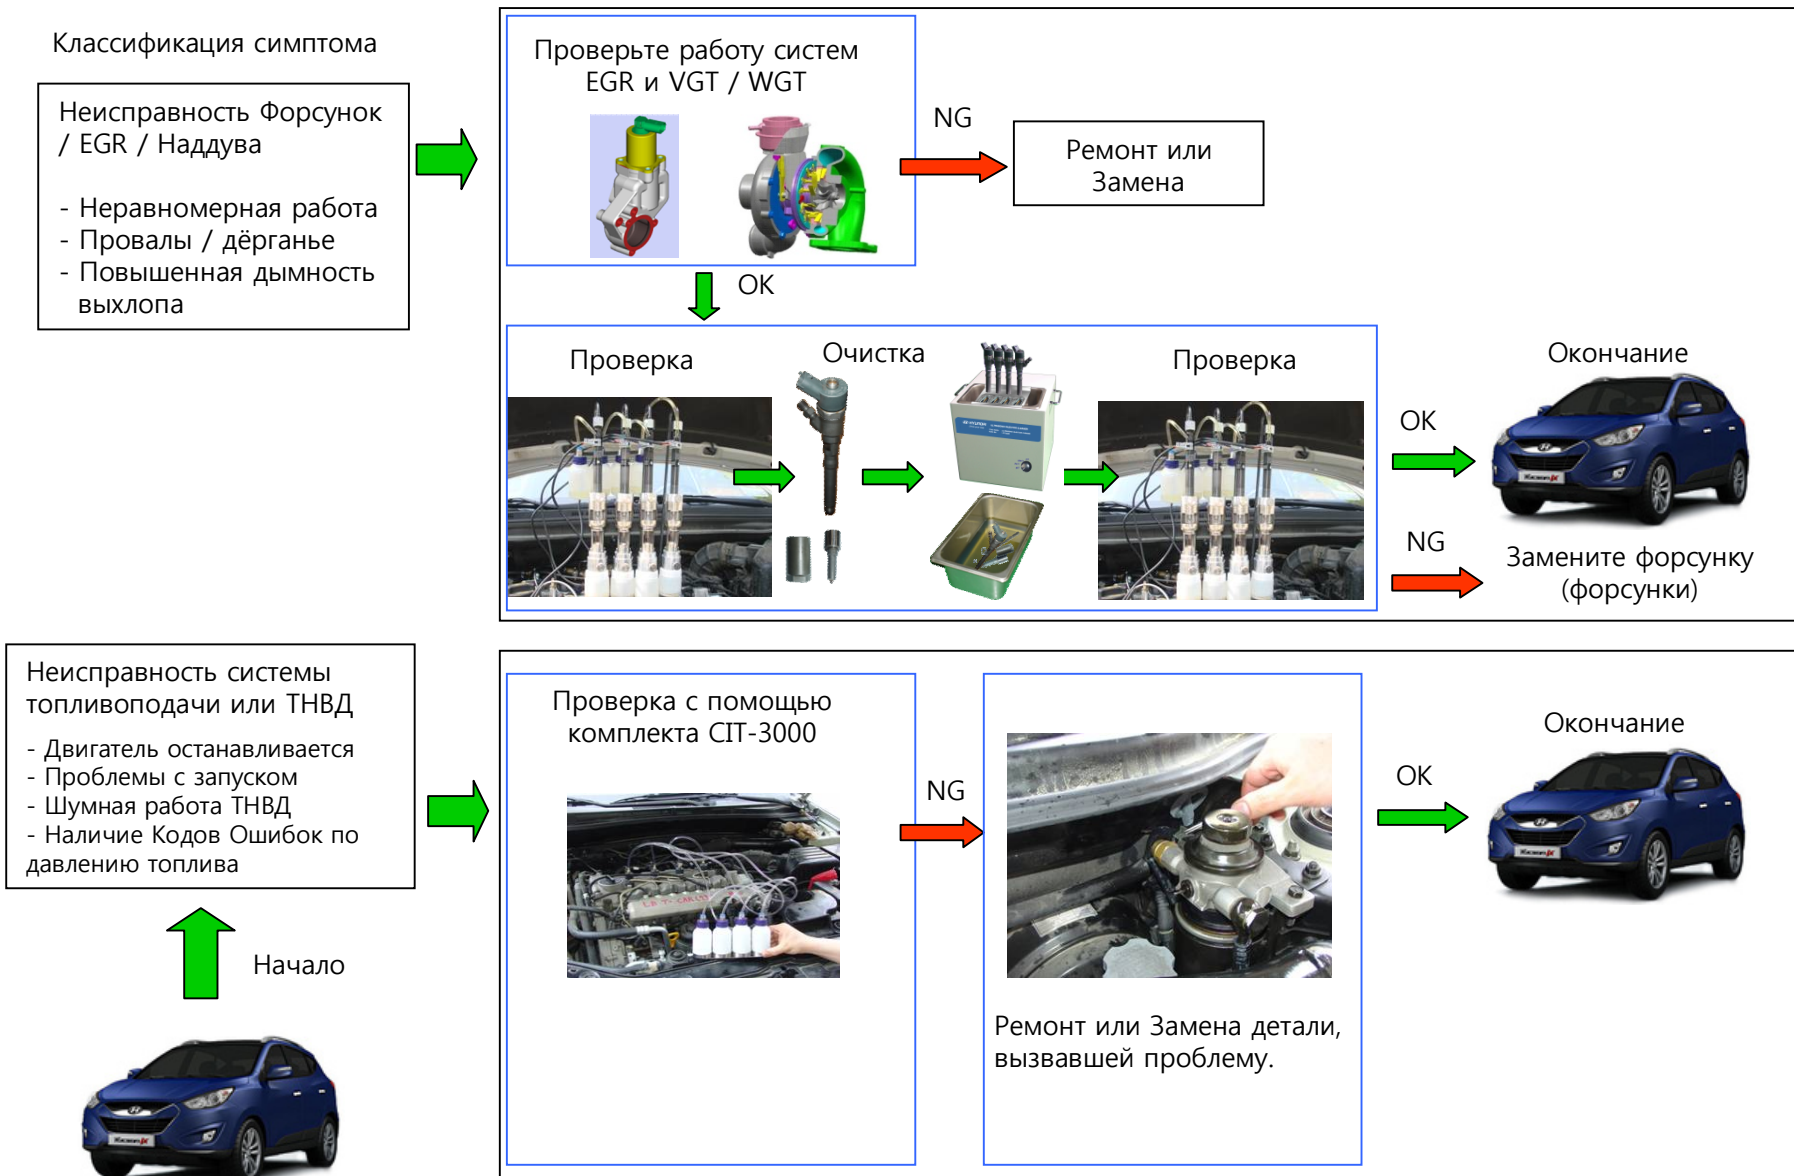 Классификация симптома
Неисправность Форсунок
/ EGR / Наддува
- Неравномерная работа
- Провалы / дёрганье
- Повышенная дымность
выхлопа
Проверьте работу систем
EGR и VGT / WGT
NG
Ремонт или
Замена
OK
Проверка
Очистка
Проверка
Окончание
OK
NG
Замените форсунку
(форсунки)
Неисправность системы
топливоподачи или ТНВД
- Двигатель останавливается
- Проблемы с запуском
- Шумная работа ТНВД
- Наличие Кодов Ошибок по
давлению топлива
Начало
Проверка с помощью
комплекта CIT-3000
NG
Ремонт или Замена детали,
вызвавшей проблему.
OK
Окончание